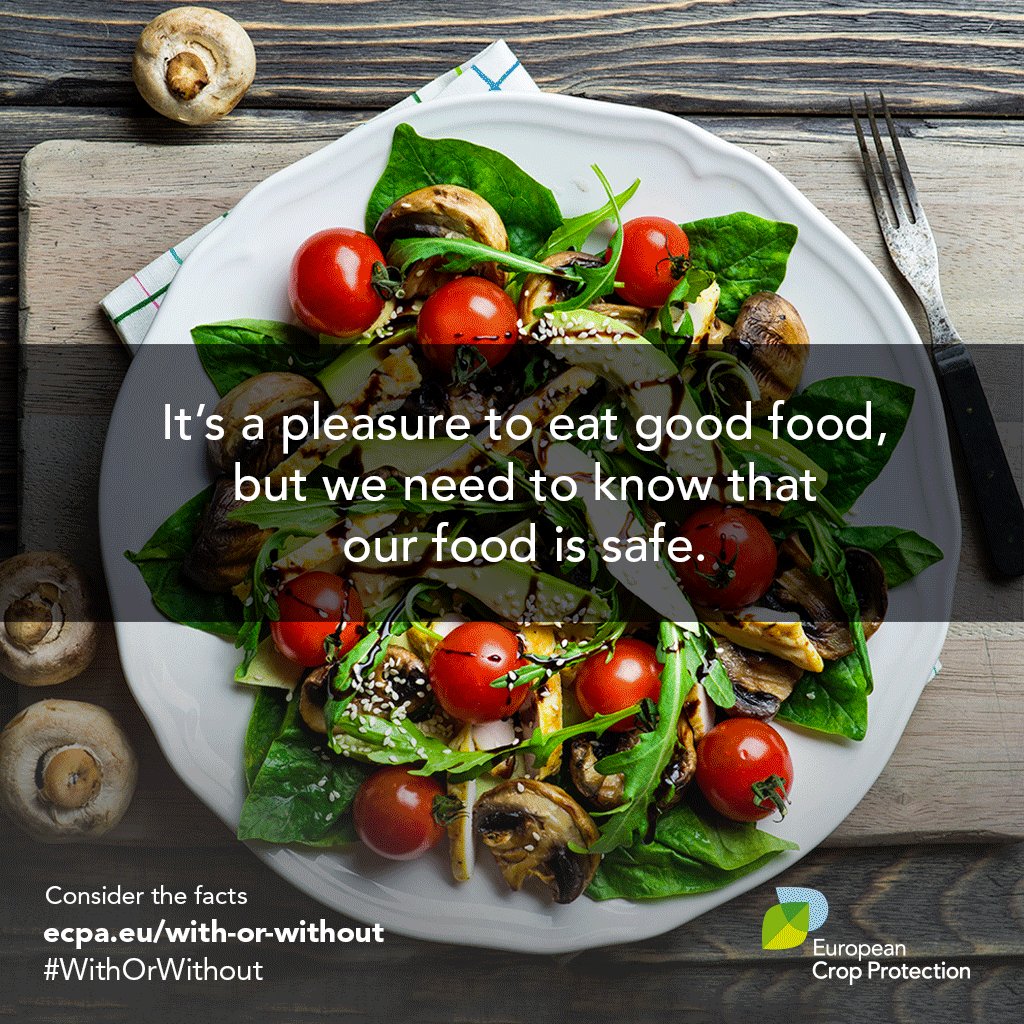 It’s a pleasure to eat good food,
but we need to know that
our food is safe.
Consider the facts
ecpa.eu/with-or-without
#WithOrWithout
European
Crop Protection